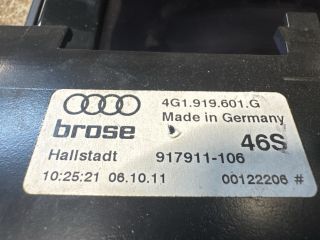 4G1.919.601.G
Made in Germany
brose
46S
Hallstadt 917911-106
10:25:21 06.10.11 00122206 #